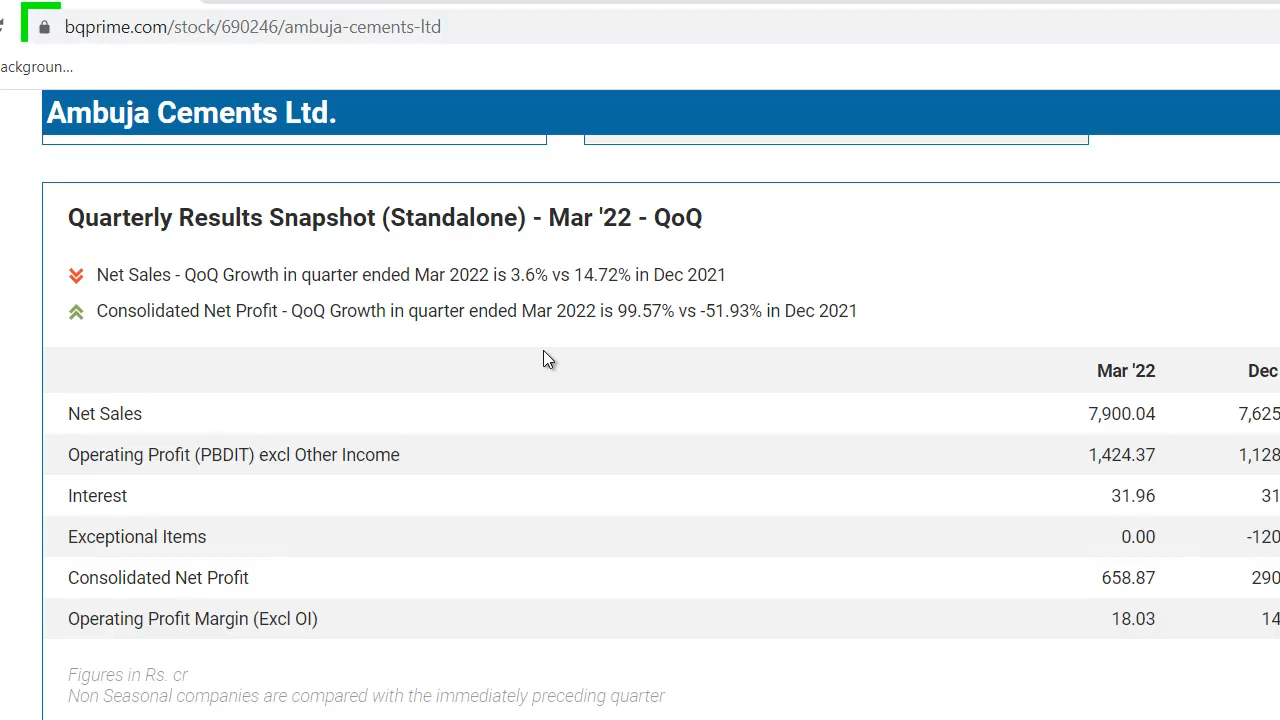 bqprime.com/stock/690246/ambuja-cements-ltd
ackgroun...
Ambuja Cements Ltd.
Quarterly Results Snapshot (Standalone) - Mar '22 - QoQ
Net Sales - QoQ Growth in quarter ended Mar 2022 is 3.6% vs 14.72% in Dec 2021
Consolidated Net Profit - QoQ Growth in quarter ended Mar 2022 is 99.57% vs -51.93% in Dec 2021
Mar '22 Dec
Net Sales 7,900.04 7,625
Operating Profit (PBDIT) excl Other Income 1,424.37 1,128
Interest 31.96 31
Exceptional Items 0.00 -120
Consolidated Net Profit 658.87 290
Operating Profit Margin (Excl OI) 18.03 14
Figures in Rs. cr
Non Seasonal companies are compared with the immediately preceding quarter